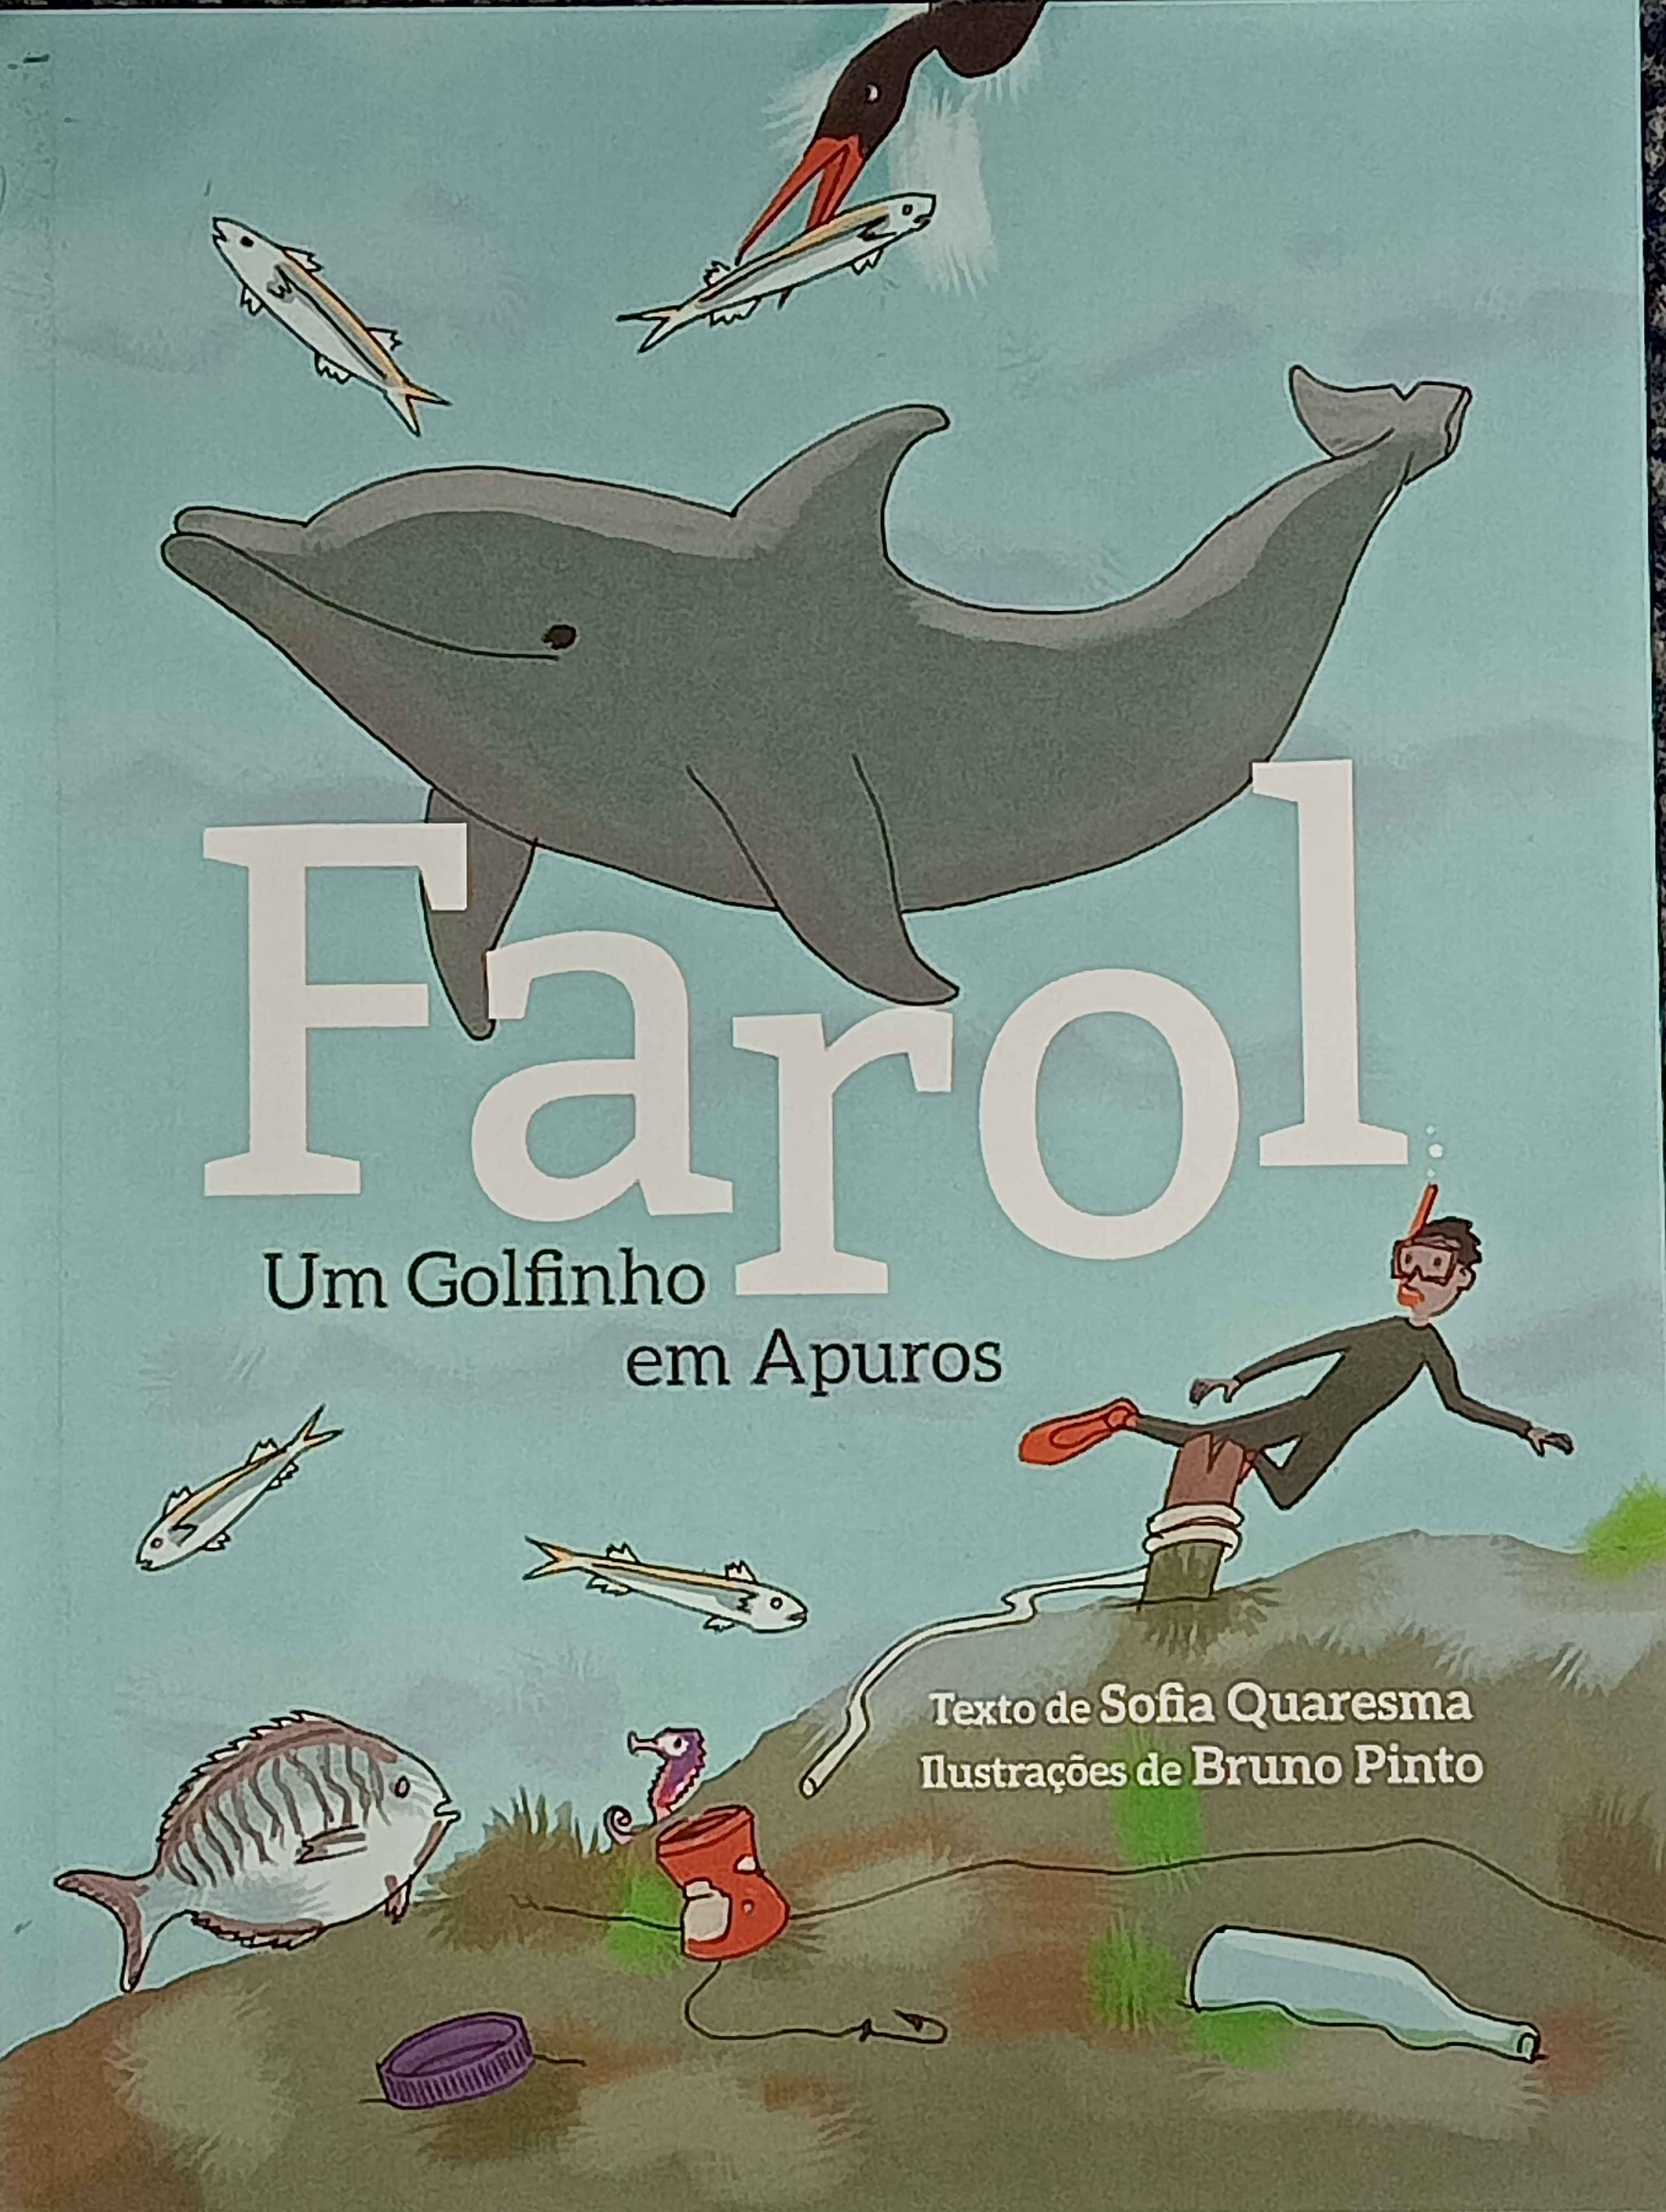 Farol
Um Golfinho
em Apuros
Texto de Sofia Quaresma
Ilustrações de Bruno Pinto